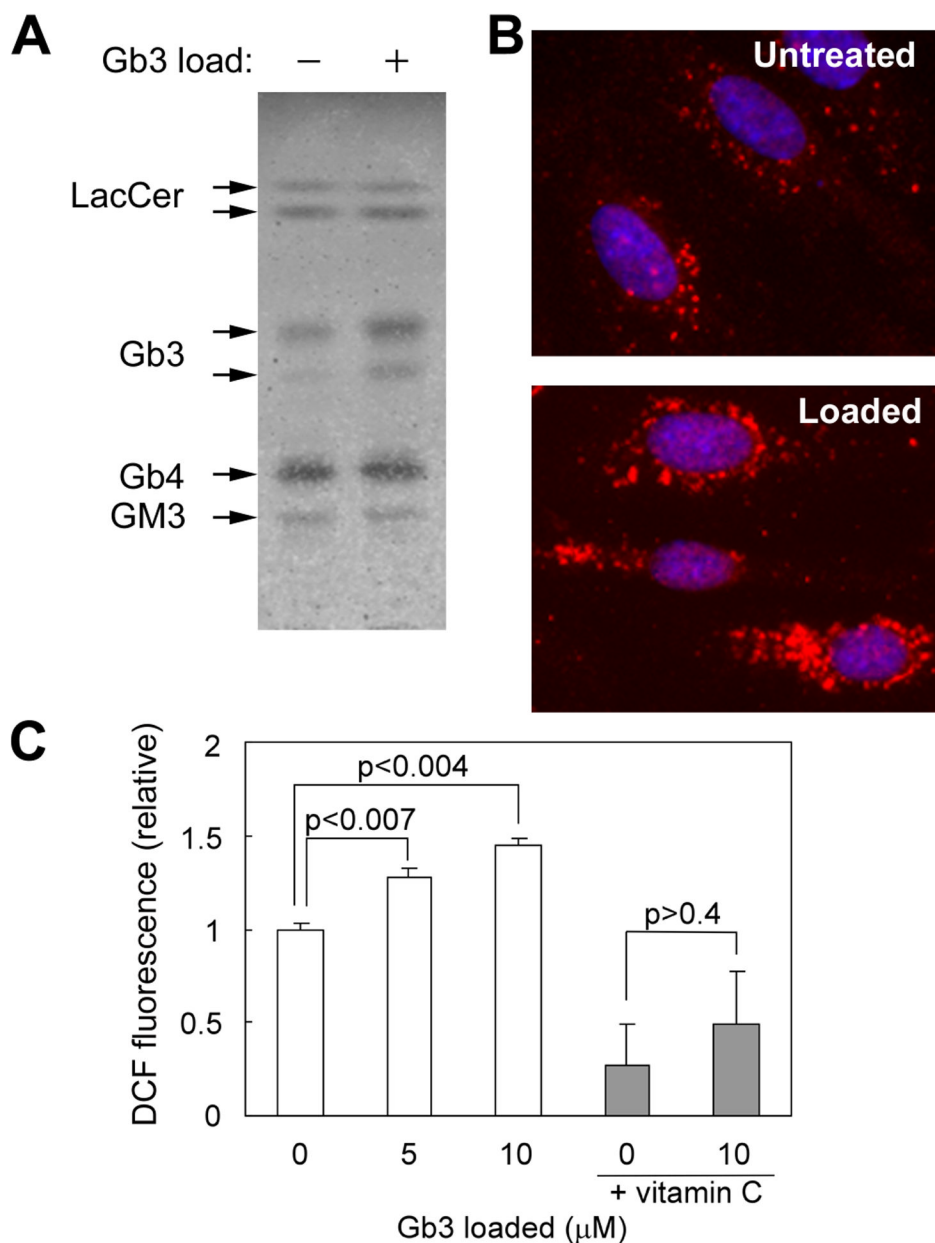 A
Gb3 load: − +
LacCer
Gb3
Gb4
GM3
B
Untreated
Loaded
C
DCF fluorescence (relative)
2
1.5
1
0.5
0
p<0.004
p<0.007
p>0.4
0 5 10 0 10
+ vitamin C
Gb3 loaded (μM)